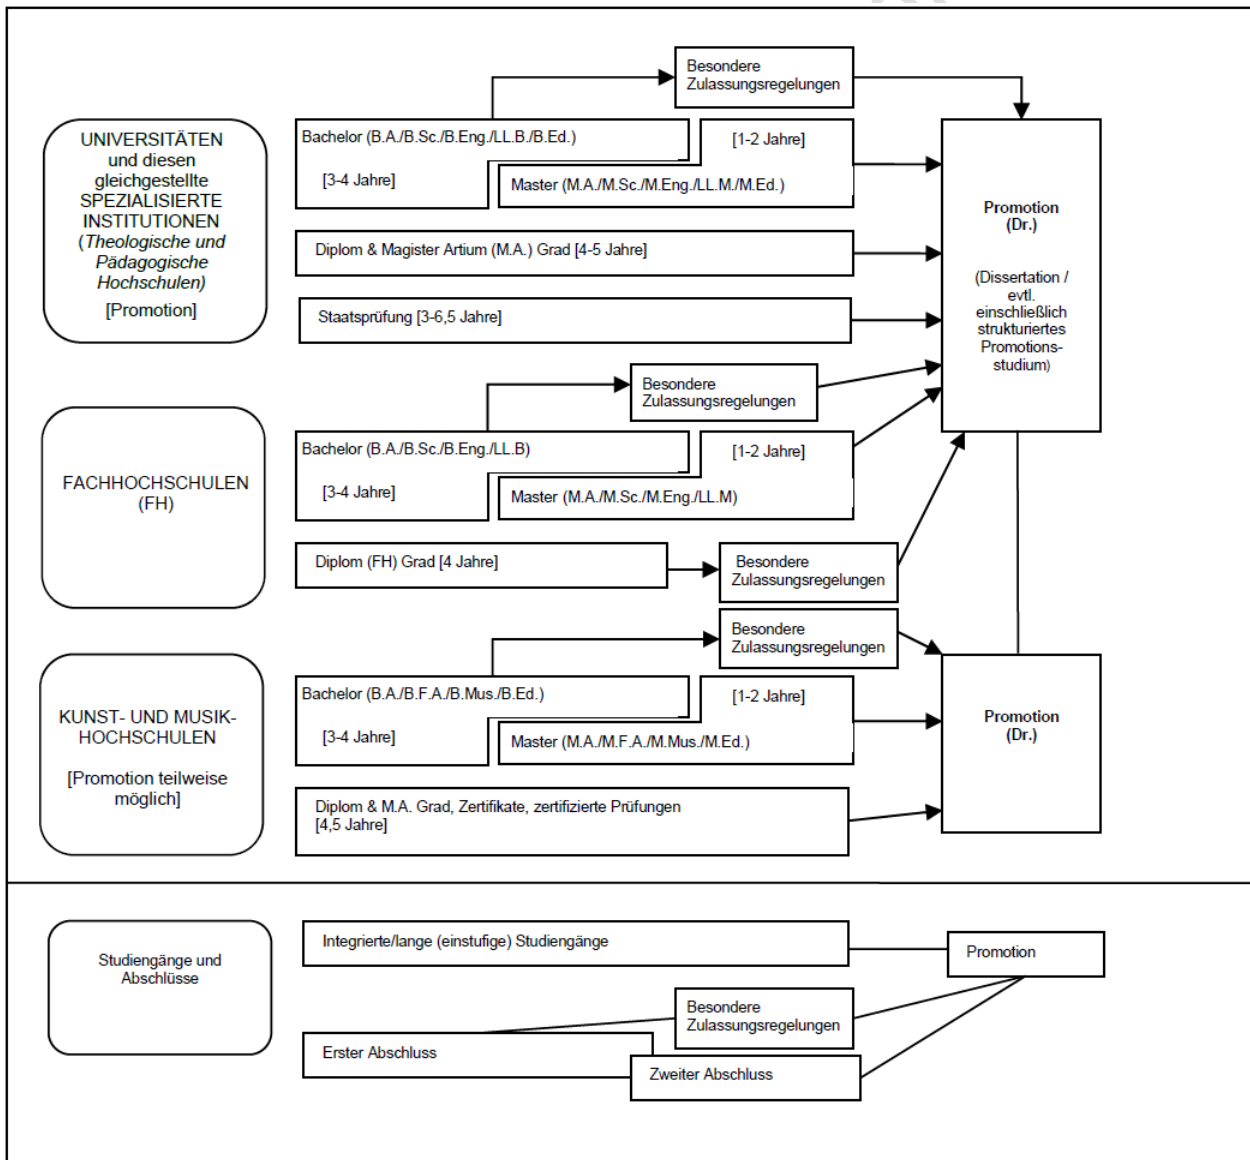 Besondere
Zulassungsregelungen
UNIVERSITÄTEN
und diesen
gleichgestellte
SPEZIALISIERTE
INSTITUTIONEN
(Theologische und
Pädagogische
Hochschulen)
[Promotion]
Bachelor (B.A./B.Sc./B.Eng./LL.B./B.Ed.)
[1-2 Jahre]
[3-4 Jahre]
Master (M.A./M.Sc./M.Eng./LL.M./M.Ed.)
Diplom & Magister Artium (M.A.) Grad [4-5 Jahre]
Staatsprüfung [3-6,5 Jahre]
Promotion
(Dr.)
(Dissertation /
evtl.
einschließlich
strukturiertes
Promotions-
studium)
Besondere
Zulassungsregelungen
FACHHOCHSCHULEN
(FH)
Bachelor (B.A./B.Sc./B.Eng./LL.B)
[1-2 Jahre]
[3-4 Jahre]
Master (M.A./M.Sc./M.Eng./LL.M)
Diplom (FH) Grad [4 Jahre]
Besondere
Zulassungsregelungen
Besondere
Zulassungsregelungen
KUNST- UND MUSIK-
HOCHSCHULEN
[Promotion teilweise
möglich]
Bachelor (B.A./B.F.A./B.Mus./B.Ed.)
[1-2 Jahre]
[3-4 Jahre]
Master (M.A./M.F.A./M.Mus./M.Ed.)
Diplom & M.A. Grad, Zertifikate, zertifizierte Prüfungen
[4,5 Jahre]
Promotion
(Dr.)
Studiengänge und
Abschlüsse
Integrierte/lange (einstufige) Studiengänge
Promotion
Besondere
Zulassungsregelungen
Erster Abschluss
Zweiter Abschluss